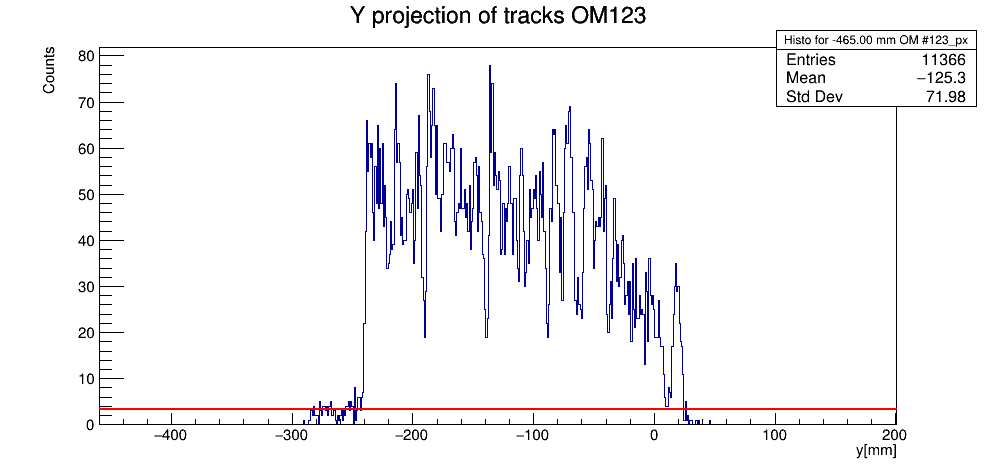 Y projection of tracks OM123
Histo for -465.00 mm OM #123_px
Entries 11366
Mean −125.3
Std Dev 71.98
Counts
80
70
60
50
40
30
20
10
0
−400 −300 −200 −100 0 100 200
y[mm]